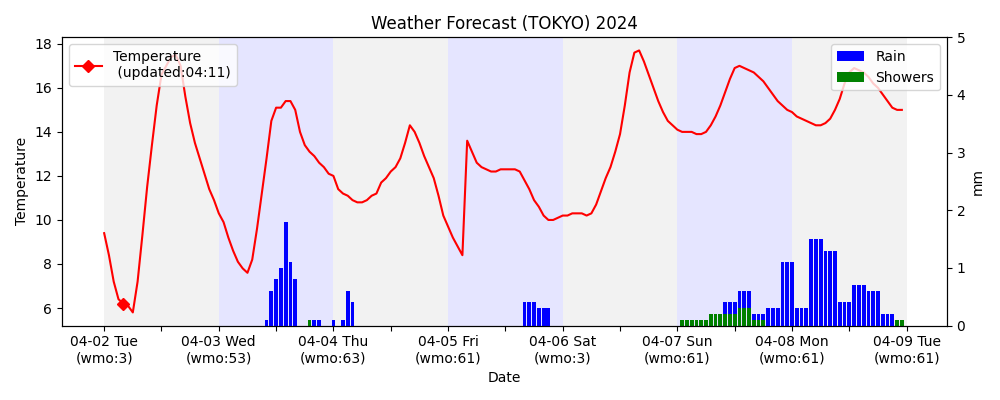 Weather Forecast (TOKYO) 2024
Temperature
(updated:04:11)
Rain
Showers
18
16
14
12
10
8
6
Temperature
5
4
3
2
1
0
mm
04-02 Tue
(wmo:3)
04-03 Wed
(wmo:53)
04-04 Thu
(wmo:63)
04-05 Fri
(wmo:61)
04-06 Sat
(wmo:3)
04-07 Sun
(wmo:61)
04-08 Mon
(wmo:61)
04-09 Tue
(wmo:61)
Date